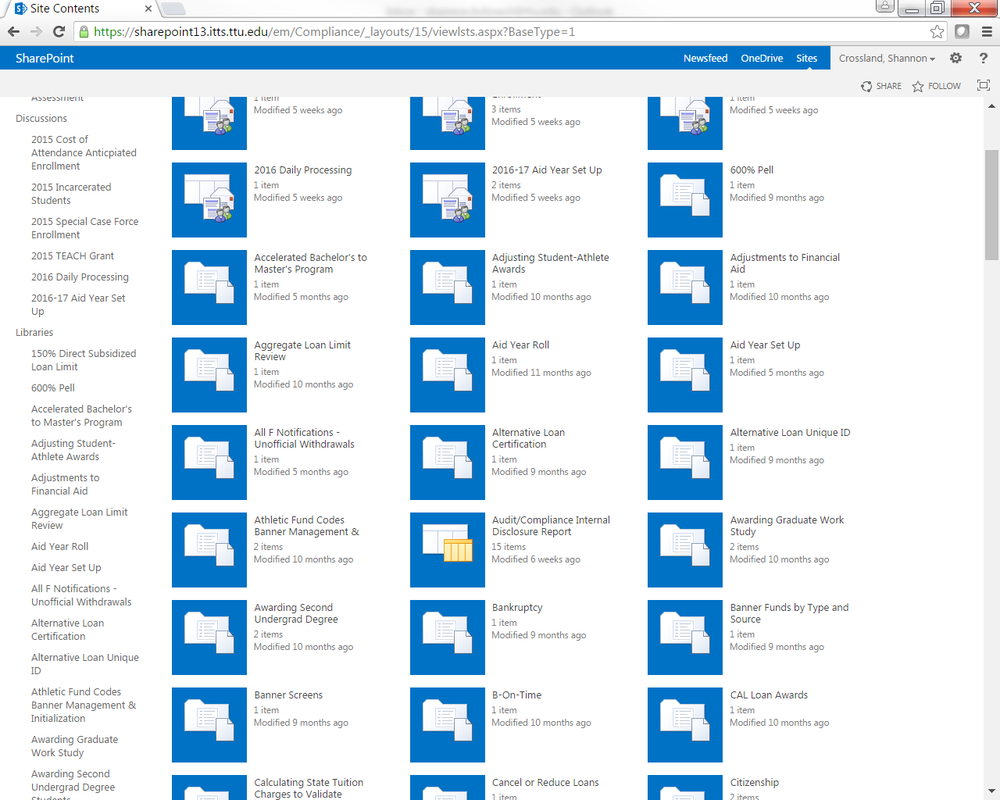 Site Contents
https://sharepoint13.itts.ttu.edu/em/Compliance/_layouts/15/viewlsts.aspx?BaseType=1
SharePoint
Newsfeed
OneDrive
Sites
Crossland, Shannon
?
SHARE
FOLLOW
Assessment
Discussions
2015 Cost of
Attendance Anticpiated
Enrollment
2015 Incarcerated
Students
2015 Special Case Force
Enrollment
2015 TEACH Grant
2016 Daily Processing
2016-17 Aid Year Set
Up
Libraries
150% Direct Subsidized
Loan Limit
600% Pell
Accelerated Bachelor's
to Master's Program
Adjusting Student-
Athlete Awards
Adjustments to
Financial Aid
Aggregate Loan Limit
Review
Aid Year Roll
Aid Year Set Up
All F Notifications -
Unofficial Withdrawals
Alternative Loan
Certification
Alternative Loan Unique
ID
Athletic Fund Codes
Banner Management &
Initialization
Awarding Graduate
Work Study
Awarding Second
Undergrad Degree
Students
1 item
Modified 5 weeks ago
Enrollment
3 items
Modified 5 weeks ago
1 item
Modified 5 weeks ago
2016 Daily Processing
1 item
Modified 5 weeks ago
2016-17 Aid Year Set Up
2 items
Modified 5 weeks ago
600% Pell
1 item
Modified 9 months ago
Accelerated Bachelor's to
Master's Program
1 item
Modified 5 months ago
Adjusting Student-Athlete
Awards
1 item
Modified 10 months ago
Adjustments to Financial
Aid
1 item
Modified 10 months ago
Aggregate Loan Limit
Review
1 item
Modified 10 months ago
Aid Year Roll
1 item
Modified 11 months ago
Aid Year Set Up
1 item
Modified 5 months ago
All F Notifications -
Unofficial Withdrawals
1 item
Modified 5 months ago
Alternative Loan
Certification
1 item
Modified 9 months ago
Alternative Loan Unique ID
1 item
Modified 9 months ago
Athletic Fund Codes
Banner Management &
2 items
Modified 10 months ago
Audit/Compliance Internal
Disclosure Report
15 items
Modified 6 weeks ago
Awarding Graduate Work
Study
2 items
Modified 10 months ago
Awarding Second
Undergrad Degree
2 items
Modified 10 months ago
Bankruptcy
1 item
Modified 9 months ago
Banner Funds by Type and
Source
1 item
Modified 9 months ago
Banner Screens
1 item
Modified 9 months ago
B-On-Time
1 item
Modified 10 months ago
CAL Loan Awards
1 item
Modified 10 months ago
Calculating State Tuition
Charges to Validate
Cancel or Reduce Loans
1 item
Citizenship
2 items